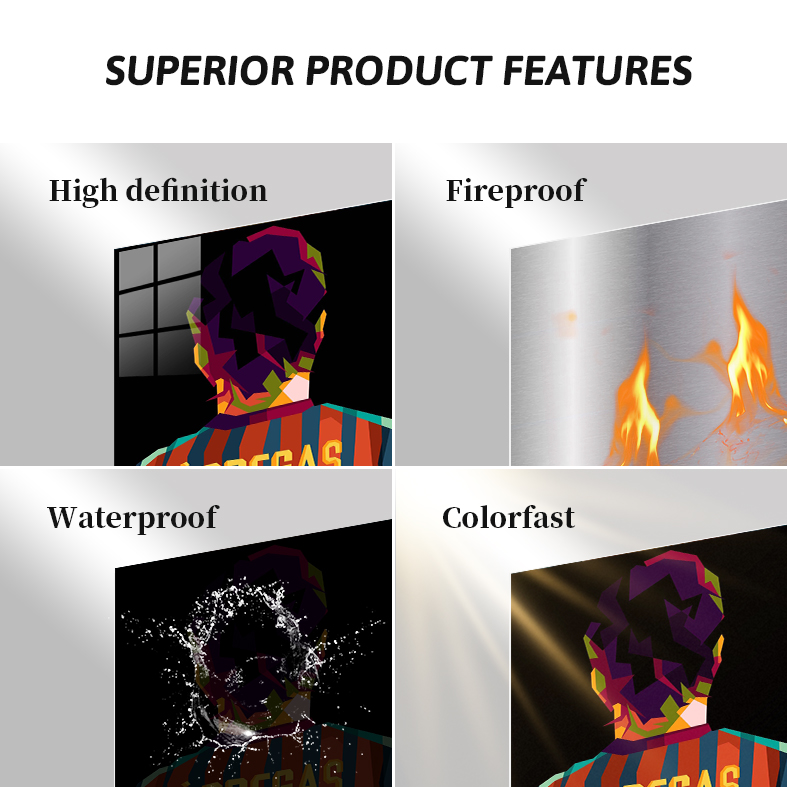 SUPERIOR PRODUCT FEATURES
High definition
Fireproof
Waterproof
Colorfast